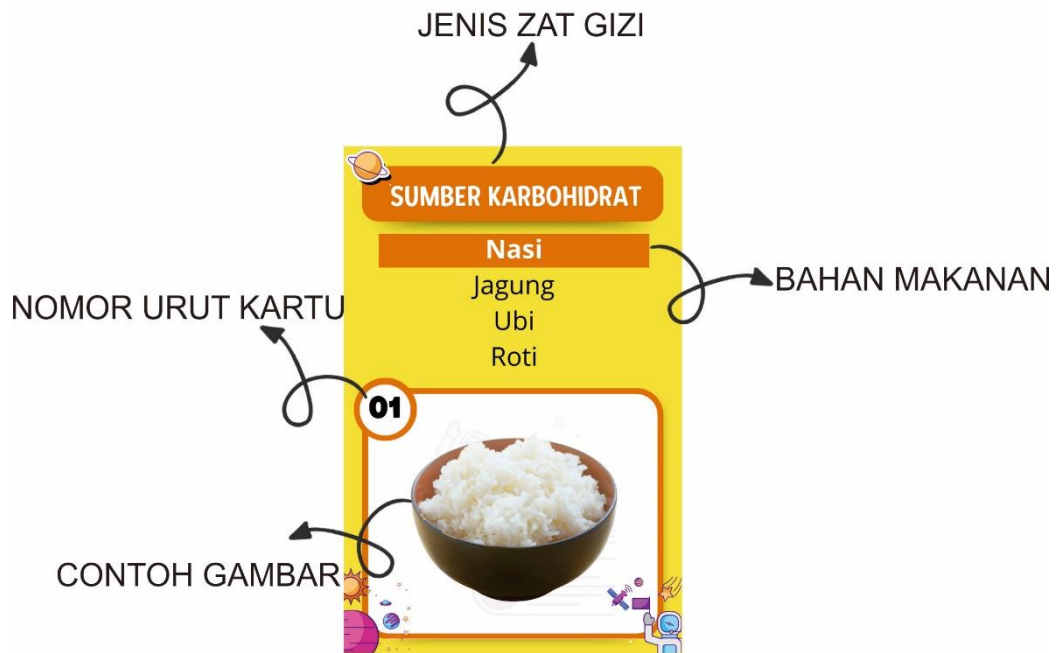 JENIS ZAT GIZI
SUMBER KARBOHIDRAT
Nasi
BAHAN MAKANAN
Jagung
NOMOR URUT KARTU
Ubi
Roti
01
CONTOH GAMBAR